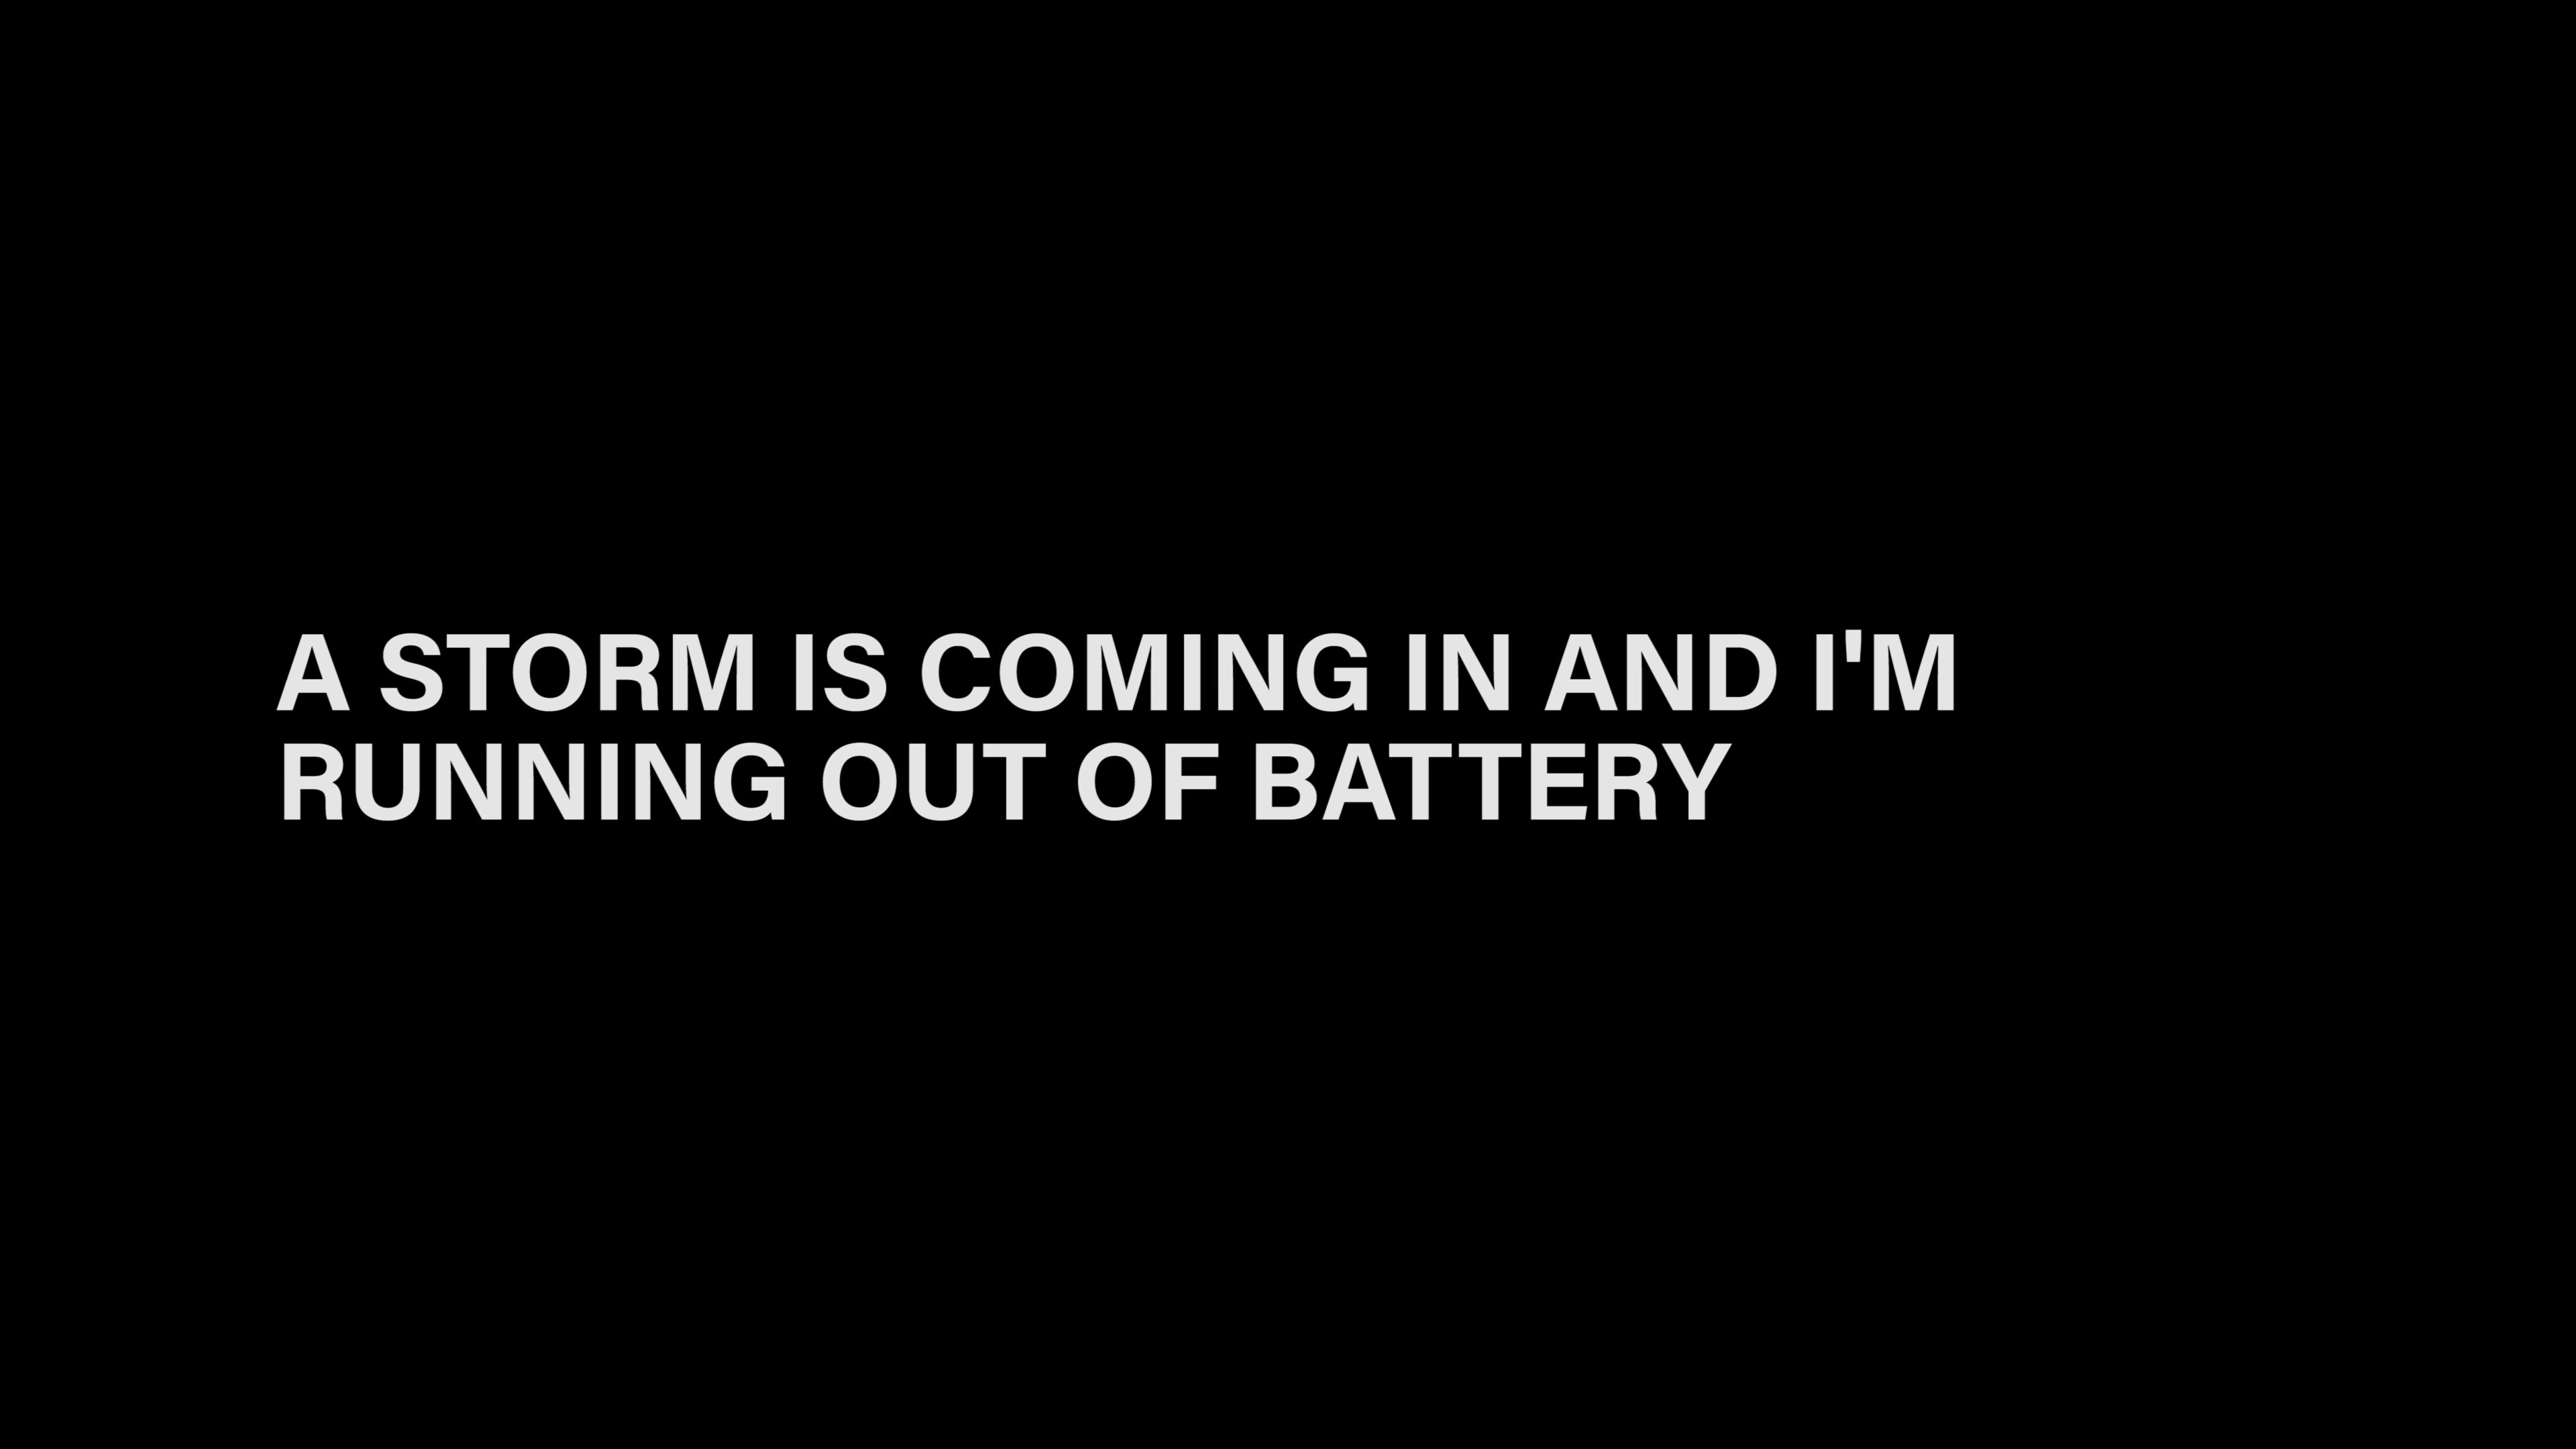 A STORM IS COMING IN AND I'M
RUNNING OUT OF BATTERY